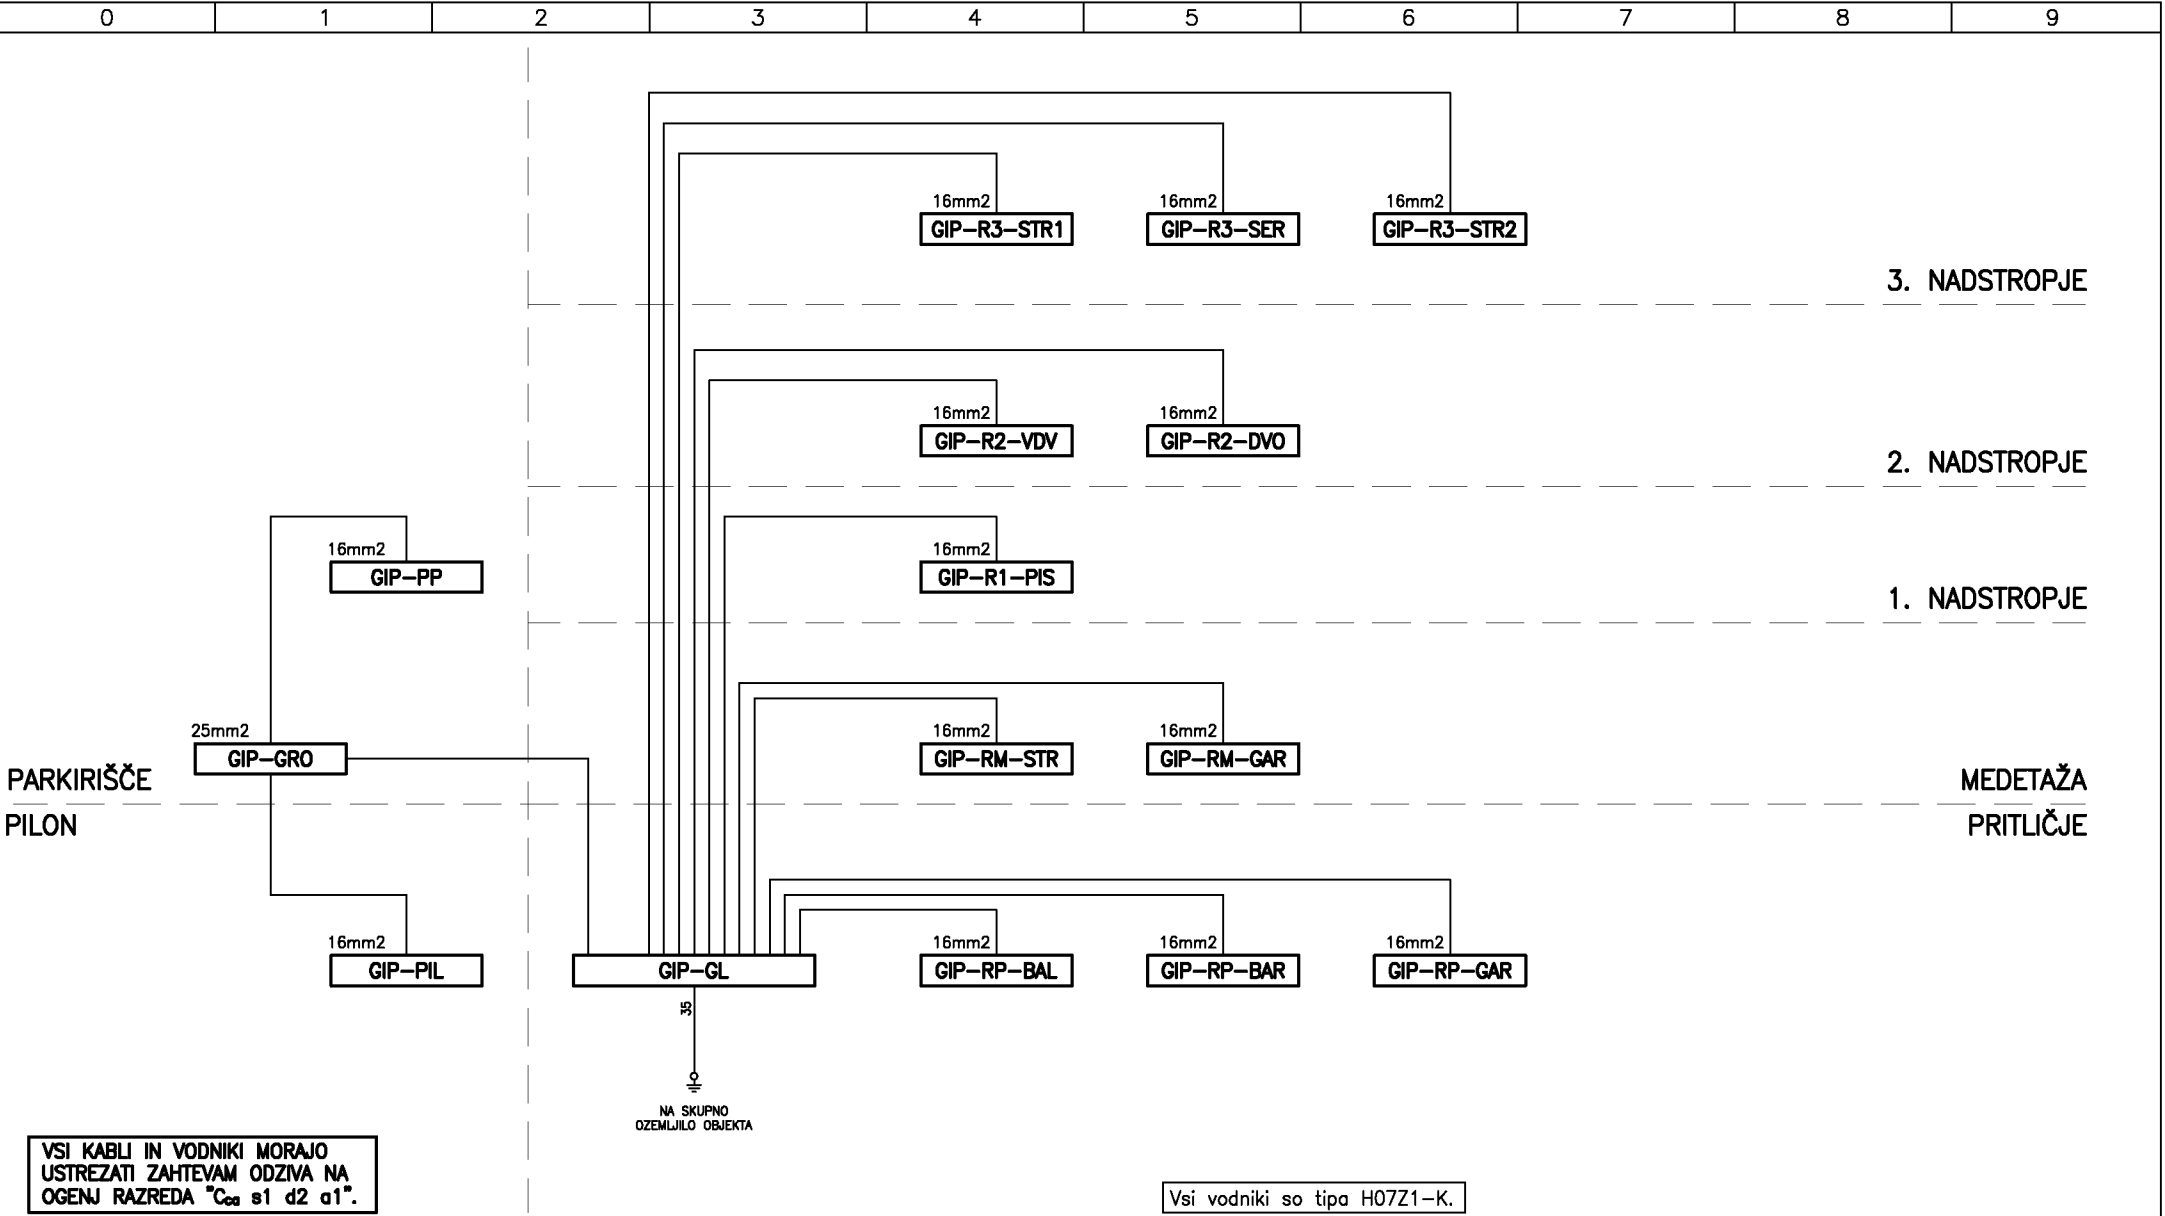 0 1 2 3 4 5 6 7 8 9
16mm2 16mm2 16mm2
GIP-R3-STR1 GIP-R3-SER GIP-R3-STR2
3. NADSTROPJE
16mm2 16mm2
GIP-R2-VDV GIP-R2-DVO
2. NADSTROPJE
16mm2 16mm2
GIP-PP GIP-R1-PIS
1. NADSTROPJE
25mm2 16mm2 16mm2
GIP-GRO GIP-RM-STR GIP-RM-GAR
PARKIRIŠČE MEDETAŽA
PILON PRITLIČJE
16mm2 16mm2 16mm2 16mm2
GIP-PIL GIP-GL GIP-RP-BAL GIP-RP-BAR GIP-RP-GAR
35
NA SKUPNO
OZEMLJILO OBJEKTA
VSI KABLI IN VODNIKI MORAJO
USTREZATI ZAHTEVAM ODZIVA NA
OGENJ RAZREDA "Cca s1 d2 a1".
Vsi vodniki so tipa H07Z1-K.